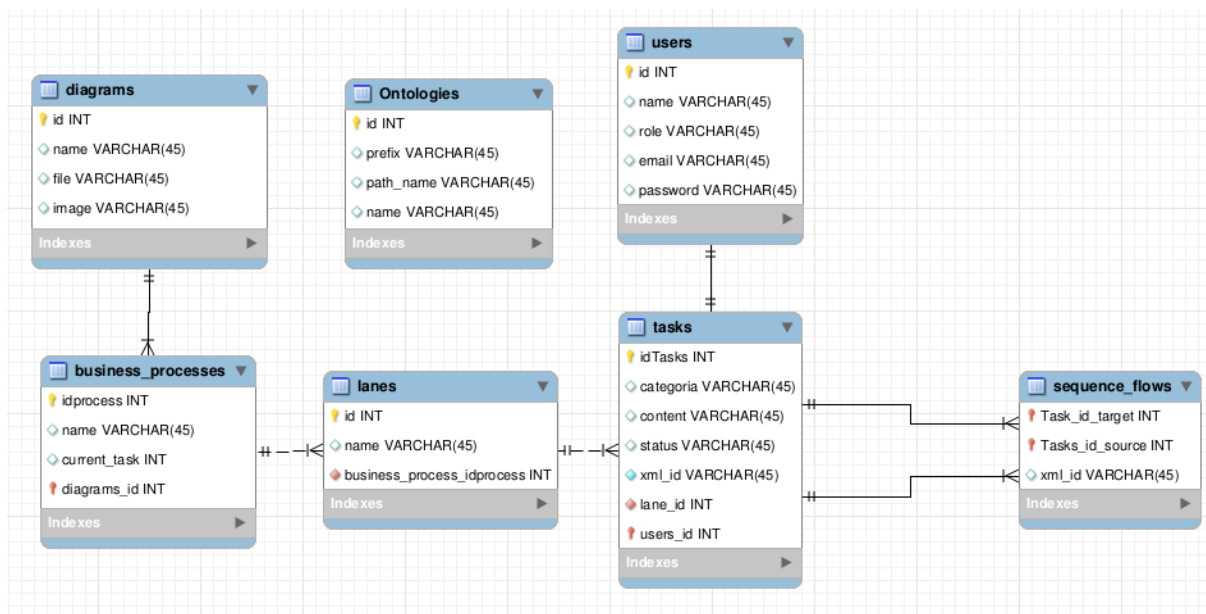 diagrams
id INT
name VARCHAR(45)
file VARCHAR(45)
image VARCHAR(45)
Indexes
Ontologies
id INT
prefix VARCHAR(45)
path_name VARCHAR(45)
name VARCHAR(45)
Indexes
users
id INT
name VARCHAR(45)
role VARCHAR(45)
email VARCHAR(45)
password VARCHAR(45)
Indexes
business_processes
idprocess INT
name VARCHAR(45)
current_task INT
diagrams_id INT
Indexes
lanes
id INT
name VARCHAR(45)
business_process_idprocess INT
Indexes
tasks
idTasks INT
categoria VARCHAR(45)
content VARCHAR(45)
status VARCHAR(45)
xml_id VARCHAR(45)
lane_id INT
users_id INT
Indexes
sequence_flows
Task_id_target INT
Tasks_id_source INT
xml_id VARCHAR(45)
Indexes